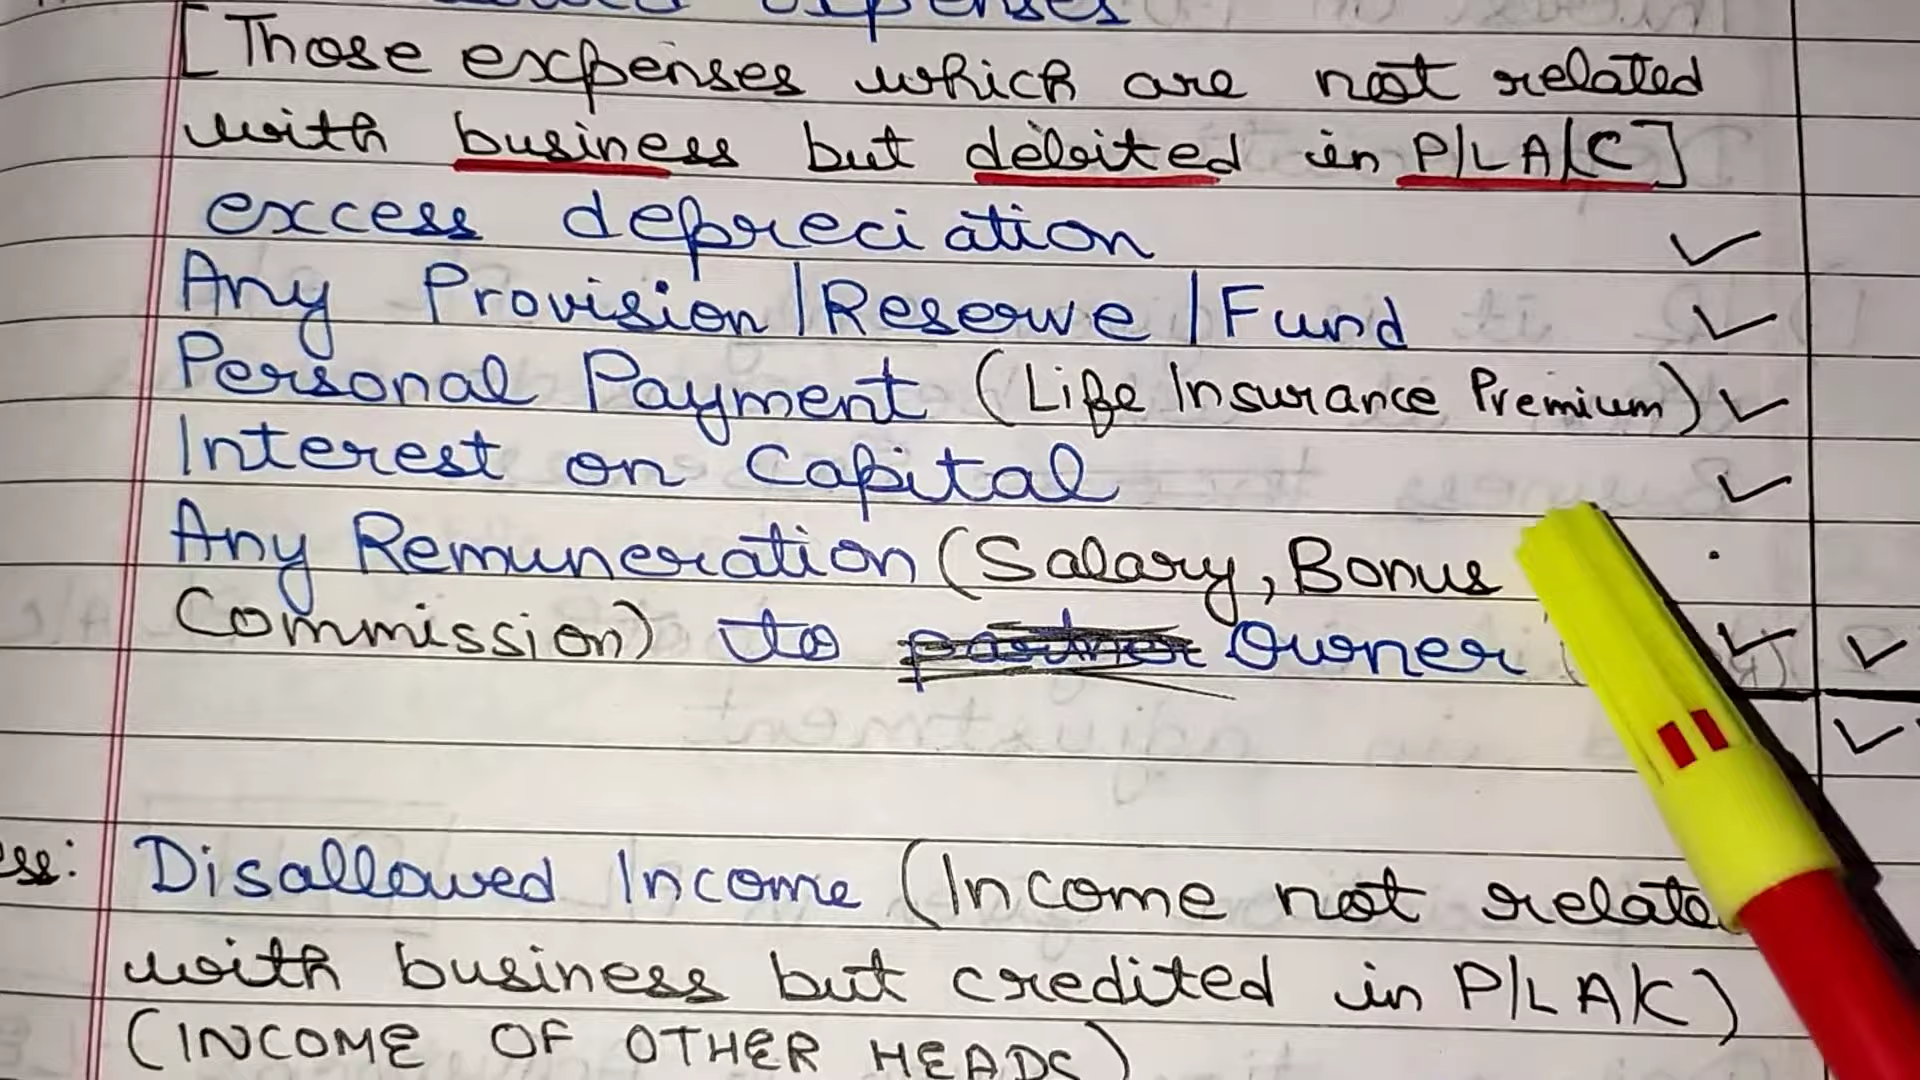 expenses
[Those expenses which are not related
with business but debited in P/L A/C]
excess depreciation
Any Provision/Reserve/Fund
Personal Payment (Life Insurance Premium)
Interest on Capital
Any Remuneration (Salary, Bonus
Commission) to partner Owner
Disallowed Income (Income not relate
with business but credited in P/L A/C)
(INCOME OF OTHER HEADS)